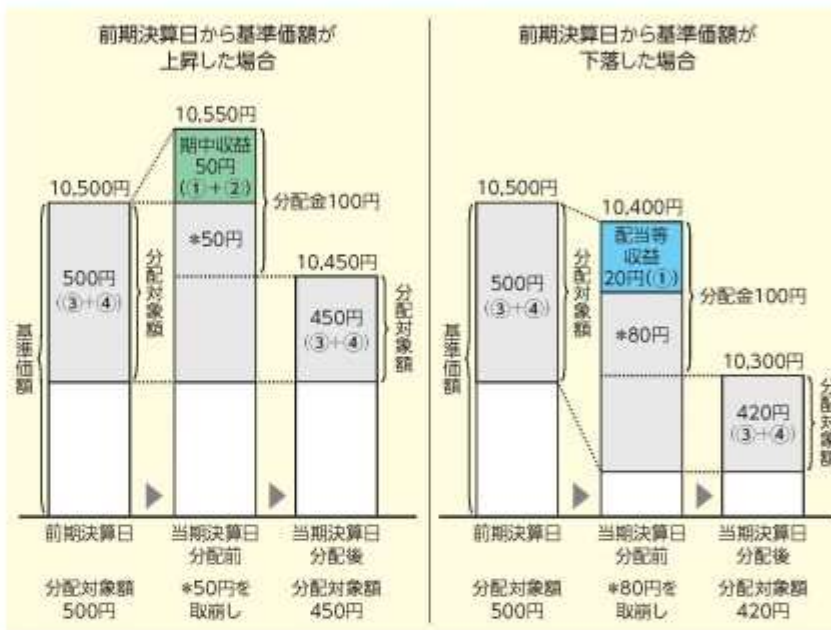 前期決算日から基準価額が
上昇した場合
10,550円
期中収益
50円
(①+②)
10,500円
分配金100円
*50円
10,450円
500円
(③+④)
分配対象額
450円
(③+④)
分配対象額
基準価額
前期決算日
当期決算日
分配前
当期決算日
分配後
分配対象額
500円
*50円を
取崩し
分配対象額
450円
前期決算日から基準価額が
下落した場合
10,500円
10,400円
配当等
収益
20円(①)
500円
(③+④)
分配対象額
分配金100円
*80円
10,300円
基準価額
420円
(③+④)
分配対象額
前期決算日
当期決算日
分配前
当期決算日
分配後
分配対象額
500円
*80円を
取崩し
分配対象額
420円